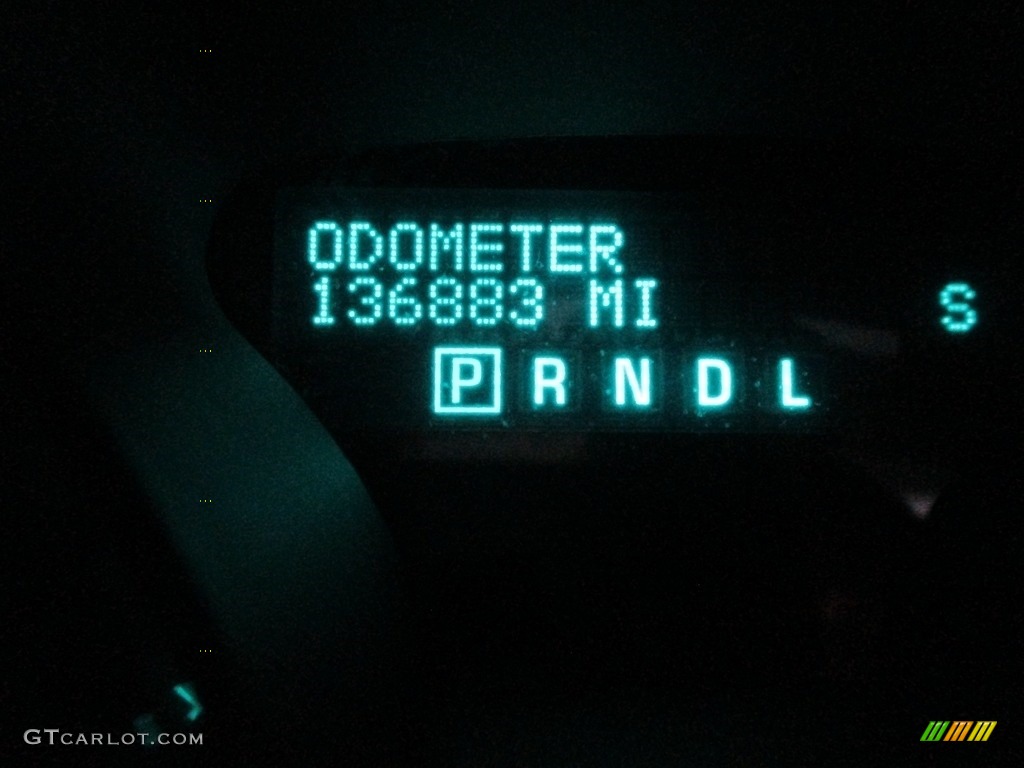 ODOMETER
136883 MI
S
P R N D L
GTCARLOT.COM